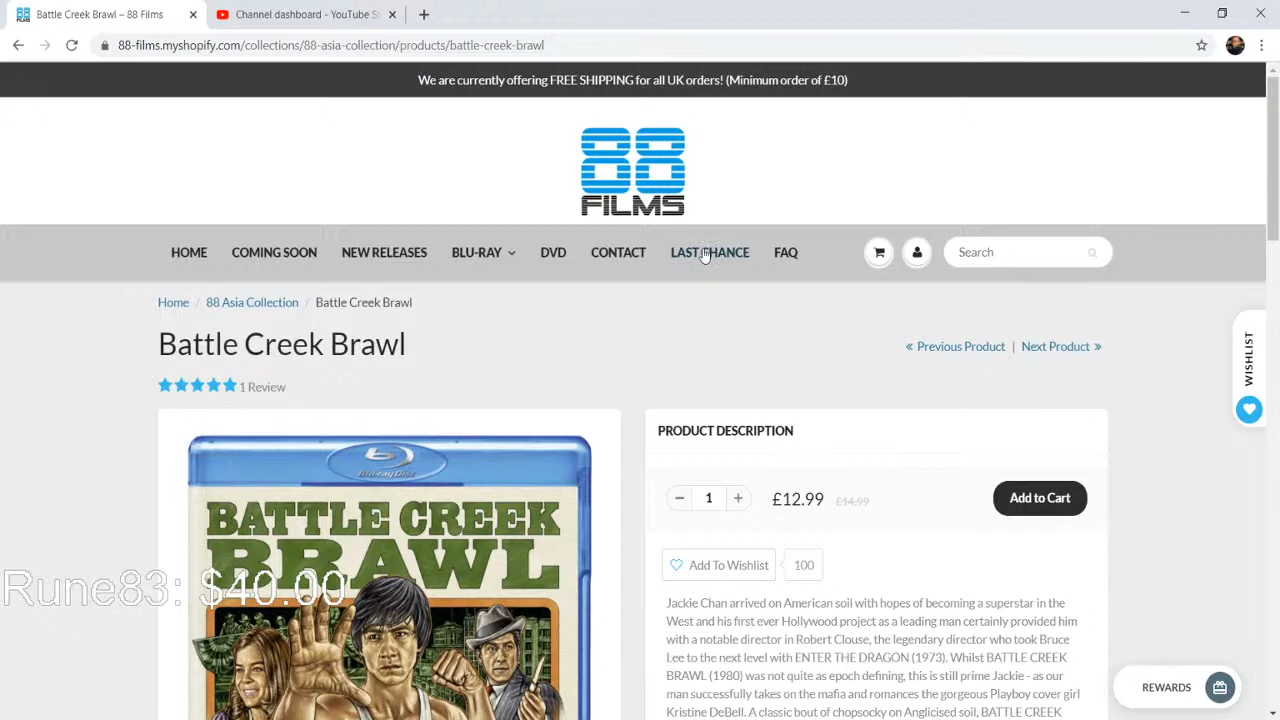 Battle Creek Brawl – 88 Films
Channel dashboard - YouTube St
88-films.myshopify.com/collections/88-asia-collection/products/battle-creek-brawl
We are currently offering FREE SHIPPING for all UK orders! (Minimum order of £10)
88
FILMS
HOME COMING SOON NEW RELEASES BLU-RAY DVD CONTACT LAST CHANCE FAQ Search
Home / 88 Asia Collection / Battle Creek Brawl
Battle Creek Brawl
« Previous Product | Next Product »
1 Review
WISHLIST
PRODUCT DESCRIPTION
Blu-ray Disc
BATTLE CREEK
BRAWL
− 1 + £12.99 £14.99 Add to Cart
Add To Wishlist 100
Rune83: $40.00
Jackie Chan arrived on American soil with hopes of becoming a superstar in the
West and his first ever Hollywood project as a leading man certainly provided him
with a notable director in Robert Clouse, the legendary director who took Bruce
Lee to the next level with ENTER THE DRAGON (1973). Whilst BATTLE CREEK
BRAWL (1980) was not quite as epoch defining, this is still prime Jackie - as our
man successfully takes on the mafia and romances the gorgeous Playboy cover girl
Kristine DeBell. A classic bout of chopsocky on Anglicised soil, BATTLE CREEK
REWARDS